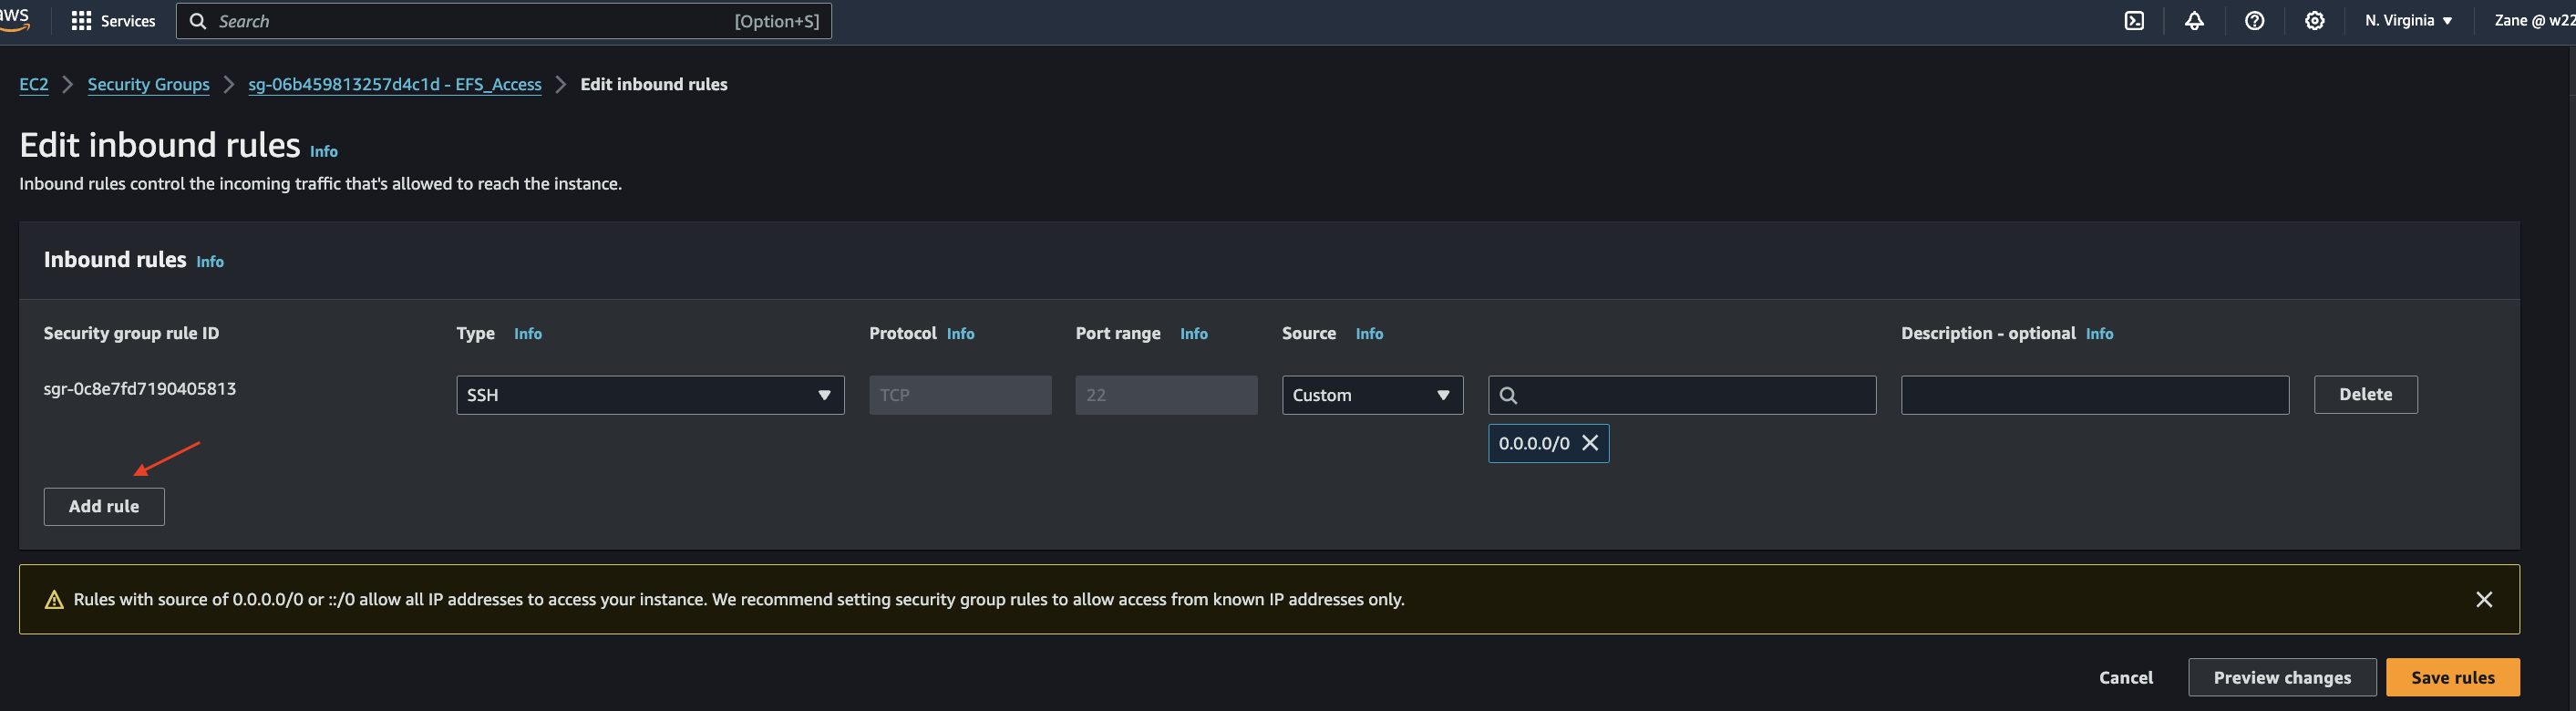 aws Services Search [Option+S] N. Virginia Zane @ w22
EC2 Security Groups sg-06b459813257d4c1d - EFS_Access Edit inbound rules
Edit inbound rules Info
Inbound rules control the incoming traffic that's allowed to reach the instance.
Inbound rules Info
Security group rule ID Type Info Protocol Info Port range Info Source Info Description - optional Info
sgr-0c8e7fd7190405813 SSH TCP 22 Custom Delete
0.0.0.0/0
Add rule
Rules with source of 0.0.0.0/0 or ::/0 allow all IP addresses to access your instance. We recommend setting security group rules to allow access from known IP addresses only.
Cancel Preview changes Save rules